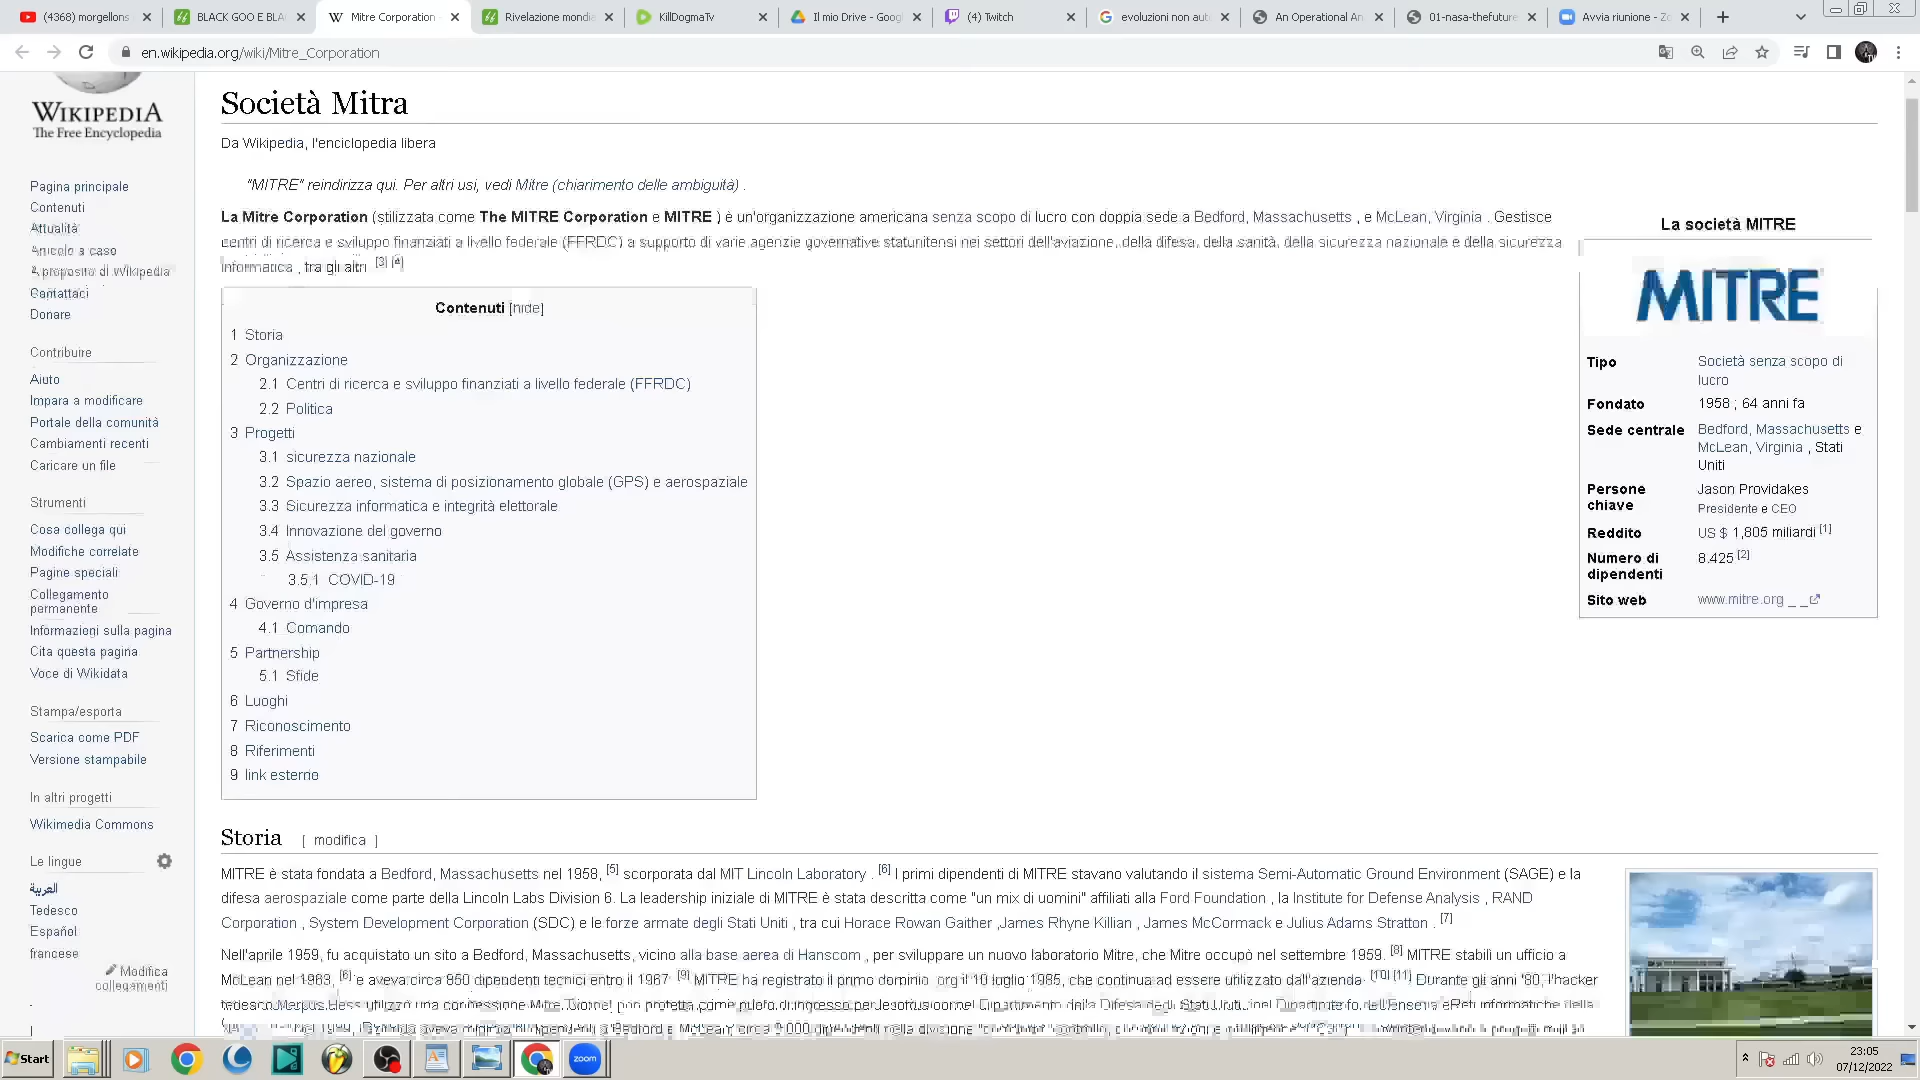 (4368) morgellons
BLACK GOO E BLA
Mitre Corporation
Rivelazione mondia
KillDogmaTv
Il mio Drive - Goog
(4) Twitch
evoluzioni non aut
An Operational An
01-nasa-thefuture
Avvia riunione - Zo
en.wikipedia.org/wiki/Mitre_Corporation
WIKIPEDIA
The Free Encyclopedia
Pagina principale
Contenuti
Attualità
Articolo a caso
A proposito di Wikipedia
Contattaci
Donare
Contribuire
Aiuto
Impara a modificare
Portale della comunità
Cambiamenti recenti
Caricare un file
Strumenti
Cosa collega qui
Modifiche correlate
Pagine speciali
Collegamento
permanente
Informazioni sulla pagina
Cita questa pagina
Voce di Wikidata
Stampa/esporta
Scarica come PDF
Versione stampabile
In altri progetti
Wikimedia Commons
Le lingue
العربية
Tedesco
Español
francese
Modifica
collegamenti
Società Mitra
Da Wikipedia, l'enciclopedia libera
"MITRE" reindirizza qui. Per altri usi, vedi Mitre (chiarimento delle ambiguità) .
La Mitre Corporation (stilizzata come The MITRE Corporation e MITRE ) è un'organizzazione americana senza scopo di lucro con doppia sede a Bedford, Massachusetts , e McLean, Virginia . Gestisce
centri di ricerca e sviluppo finanziati a livello federale (FFRDC) a supporto di varie agenzie governative statunitensi nei settori dell'aviazione, della difesa, della sanità, della sicurezza nazionale e della sicurezza
informatica , tra gli altri [3] [4]
Contenuti [hide]
1 Storia
2 Organizzazione
2.1 Centri di ricerca e sviluppo finanziati a livello federale (FFRDC)
2.2 Politica
3 Progetti
3.1 sicurezza nazionale
3.2 Spazio aereo, sistema di posizionamento globale (GPS) e aerospaziale
3.3 Sicurezza informatica e integrità elettorale
3.4 Innovazione del governo
3.5 Assistenza sanitaria
3.5.1 COVID-19
4 Governo d'impresa
4.1 Comando
5 Partnership
5.1 Sfide
6 Luoghi
7 Riconoscimento
8 Riferimenti
9 link esterno
La società MITRE
MITRE
Tipo Società senza scopo di
lucro
Fondato 1958 ; 64 anni fa
Sede centrale Bedford, Massachusetts e
McLean, Virginia , Stati
Uniti
Persone chiave Jason Providakes
Presidente e CEO
Reddito US $ 1,805 miliardi [1]
Numero di dipendenti 8.425 [2]
Sito web www.mitre.org _ _
Storia [ modifica ]
MITRE è stata fondata a Bedford, Massachusetts nel 1958, [5] scorporata dal MIT Lincoln Laboratory . [6] I primi dipendenti di MITRE stavano valutando il sistema Semi-Automatic Ground Environment (SAGE) e la
difesa aerospaziale come parte della Lincoln Labs Division 6. La leadership iniziale di MITRE è stata descritta come "un mix di uomini" affiliati alla Ford Foundation , la Institute for Defense Analysis , RAND
Corporation , System Development Corporation (SDC) e le forze armate degli Stati Uniti , tra cui Horace Rowan Gaither ,James Rhyne Killian , James McCormack e Julius Adams Stratton . [7]
Nell'aprile 1959, fu acquistato un sito a Bedford, Massachusetts, vicino alla base aerea di Hanscom , per sviluppare un nuovo laboratorio Mitre, che Mitre occupò nel settembre 1959. [8] MITRE stabilì un ufficio a
McLean nel 1963, [6] e aveva circa 850 dipendenti tecnici entro il 1967. [9] MITRE ha registrato il primo dominio .org il 10 luglio 1985, che continua ad essere utilizzato dall'azienda. [10] [11] Durante gli anni '80, l'hacker
tedesco Marcus Hess utilizzò una connessione Mitre
Start
zoom
23:05
07/12/2022